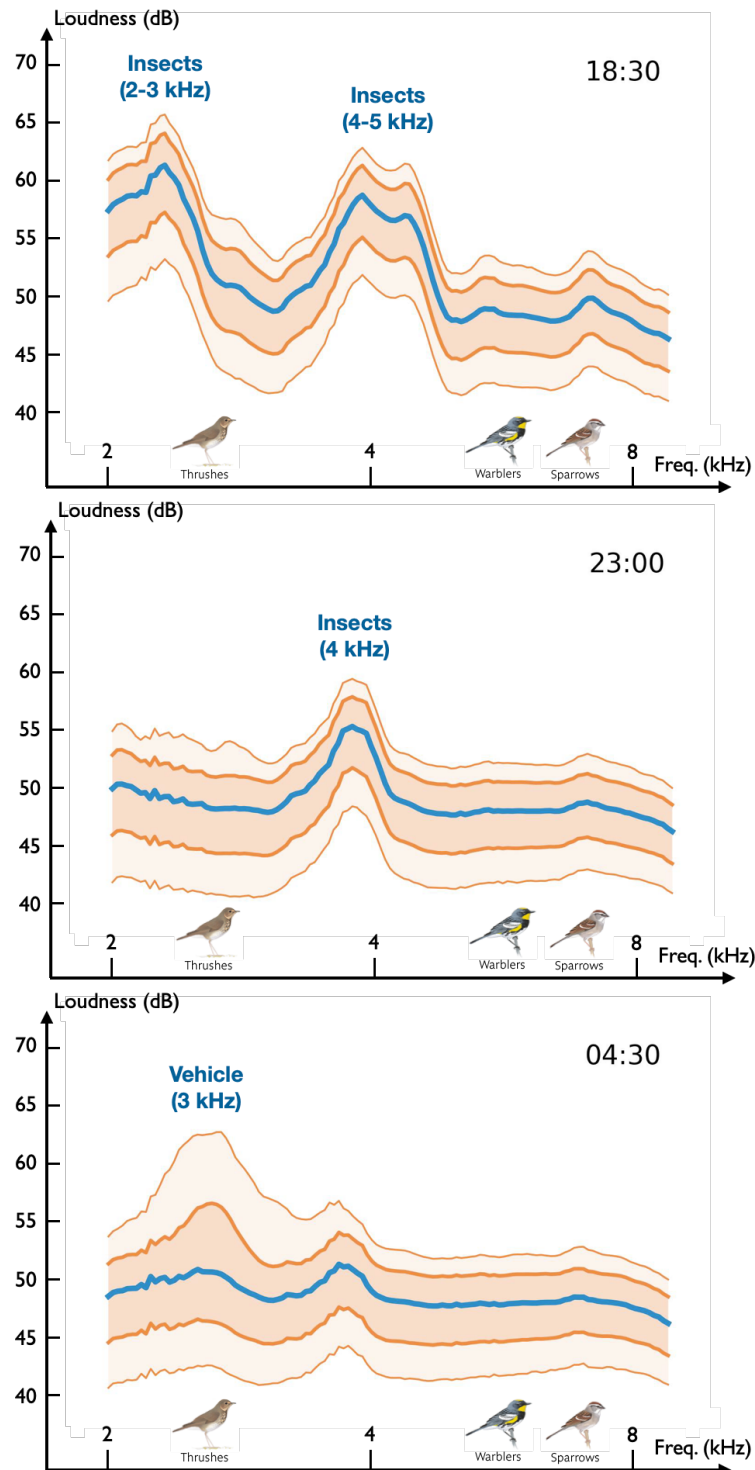 Loudness (dB)
70
Insects
(2-3 kHz)
18:30
Insects
(4-5 kHz)
65
60
55
50
45
40
2
4
8
Freq. (kHz)
Thrushes
Warblers
Sparrows
Loudness (dB)
70
23:00
65
Insects
(4 kHz)
60
55
50
45
40
2
4
8
Freq. (kHz)
Thrushes
Warblers
Sparrows
Loudness (dB)
70
04:30
Vehicle
(3 kHz)
65
60
55
50
45
40
2
4
8
Freq. (kHz)
Thrushes
Warblers
Sparrows